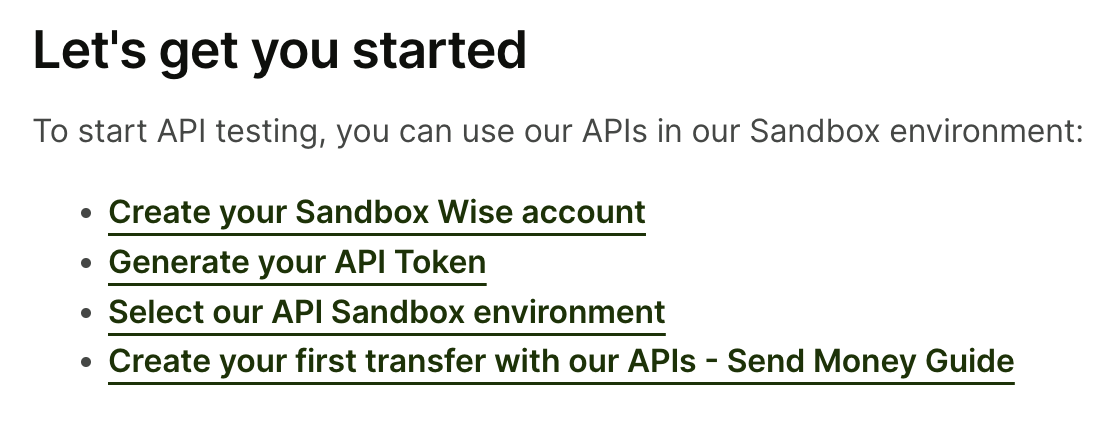 Let's get you started
To start API testing, you can use our APIs in our Sandbox environment:
• Create your Sandbox Wise account
• Generate your API Token
• Select our API Sandbox environment
• Create your first transfer with our APIs - Send Money Guide